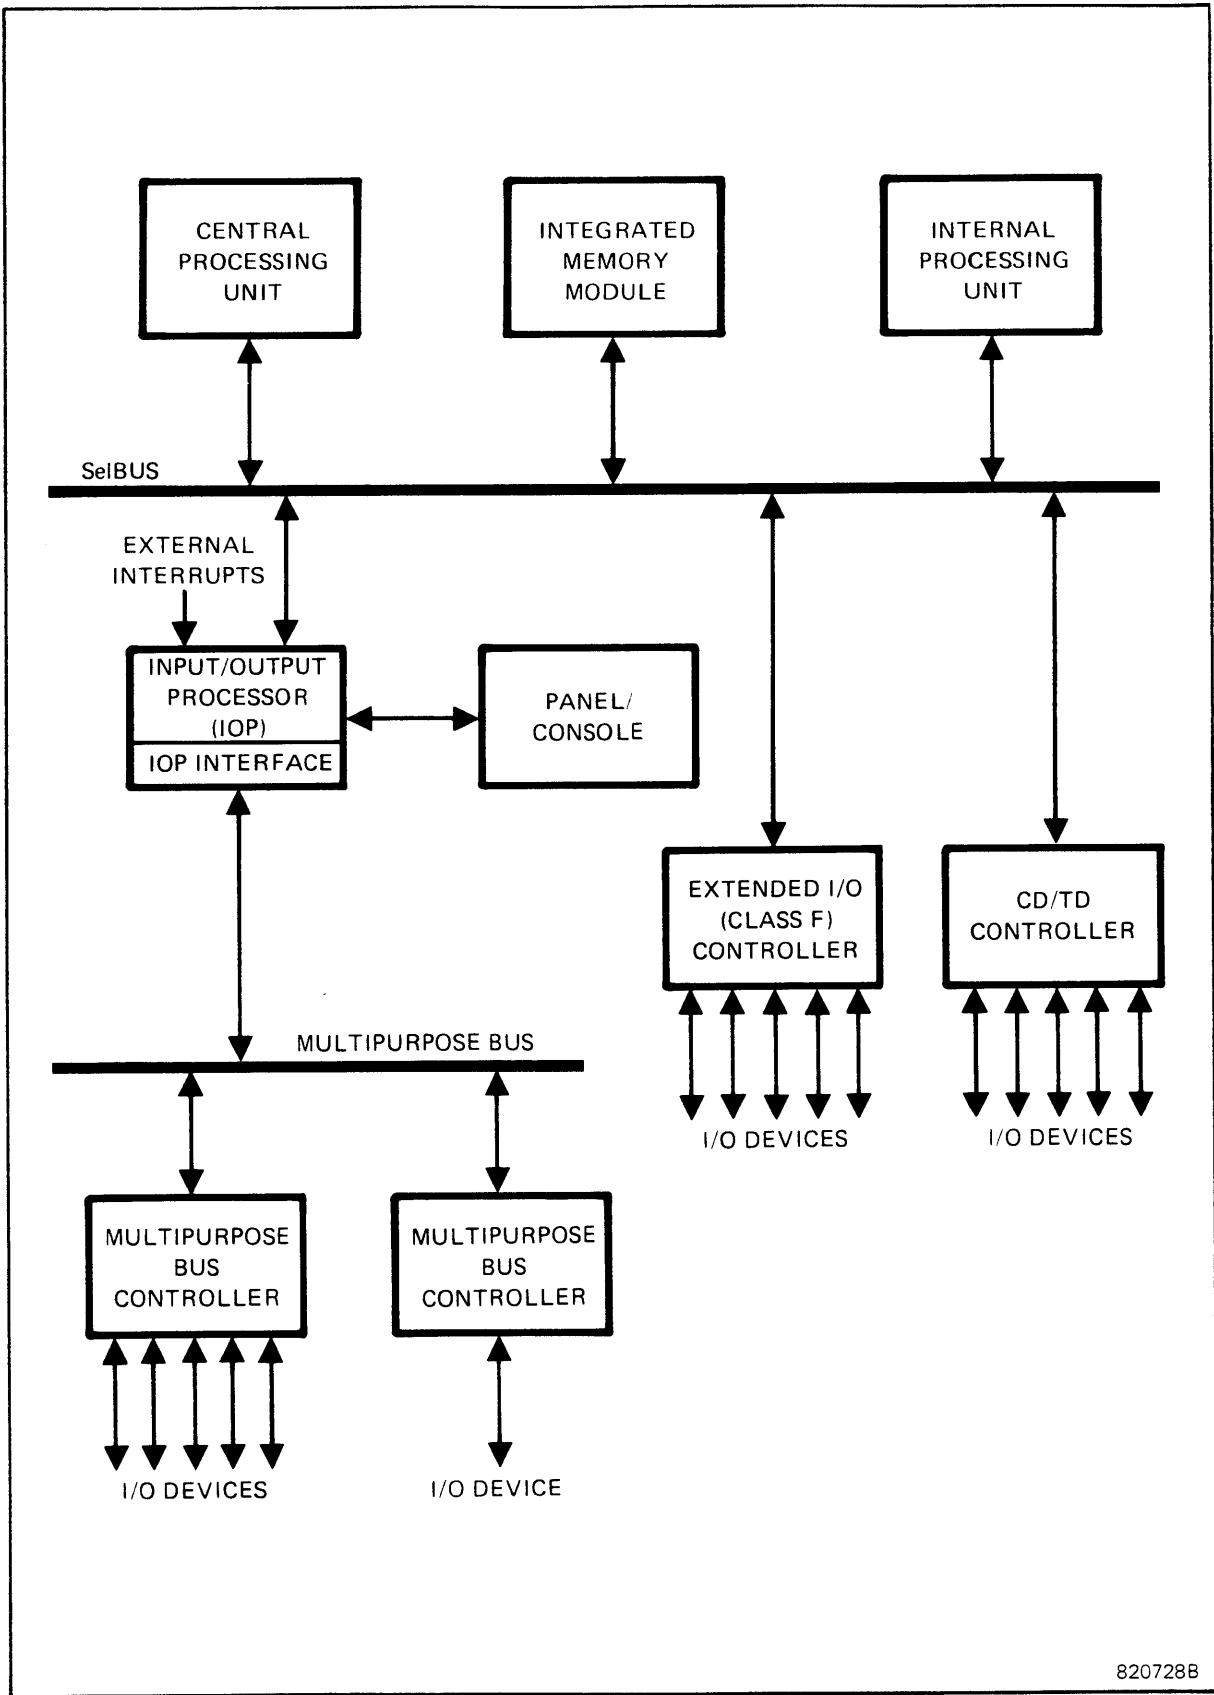 CENTRAL
PROCESSING
UNIT
INTEGRATED
MEMORY
MODULE
INTERNAL
PROCESSING
UNIT
SelBUS
EXTERNAL
INTERRUPTS
INPUT/OUTPUT
PROCESSOR
(IOP)
IOP INTERFACE
PANEL/
CONSOLE
EXTENDED I/O
(CLASS F)
CONTROLLER
CD/TD
CONTROLLER
I/O DEVICES
I/O DEVICES
MULTIPURPOSE BUS
MULTIPURPOSE
BUS
CONTROLLER
MULTIPURPOSE
BUS
CONTROLLER
I/O DEVICES
I/O DEVICE
820728B